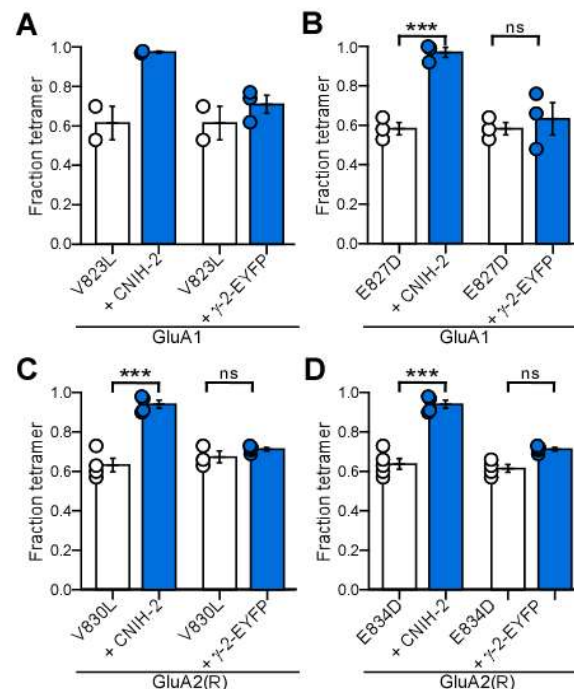 A
Fraction tetramer
1.0
0.8
0.6
0.4
0.2
0.0
V823L
+ CNIH-2
V823L
+ γ-2-EYFP
GluA1
B
***
ns
Fraction tetramer
1.0
0.8
0.6
0.4
0.2
0.0
E827D
+ CNIH-2
E827D
+ γ-2-EYFP
GluA1
C
***
ns
Fraction tetramer
1.0
0.8
0.6
0.4
0.2
0.0
V830L
+ CNIH-2
V830L
+ γ-2-EYFP
GluA2(R)
D
***
ns
Fraction tetramer
1.0
0.8
0.6
0.4
0.2
0.0
E834D
+ CNIH-2
E834D
+ γ-2-EYFP
GluA2(R)